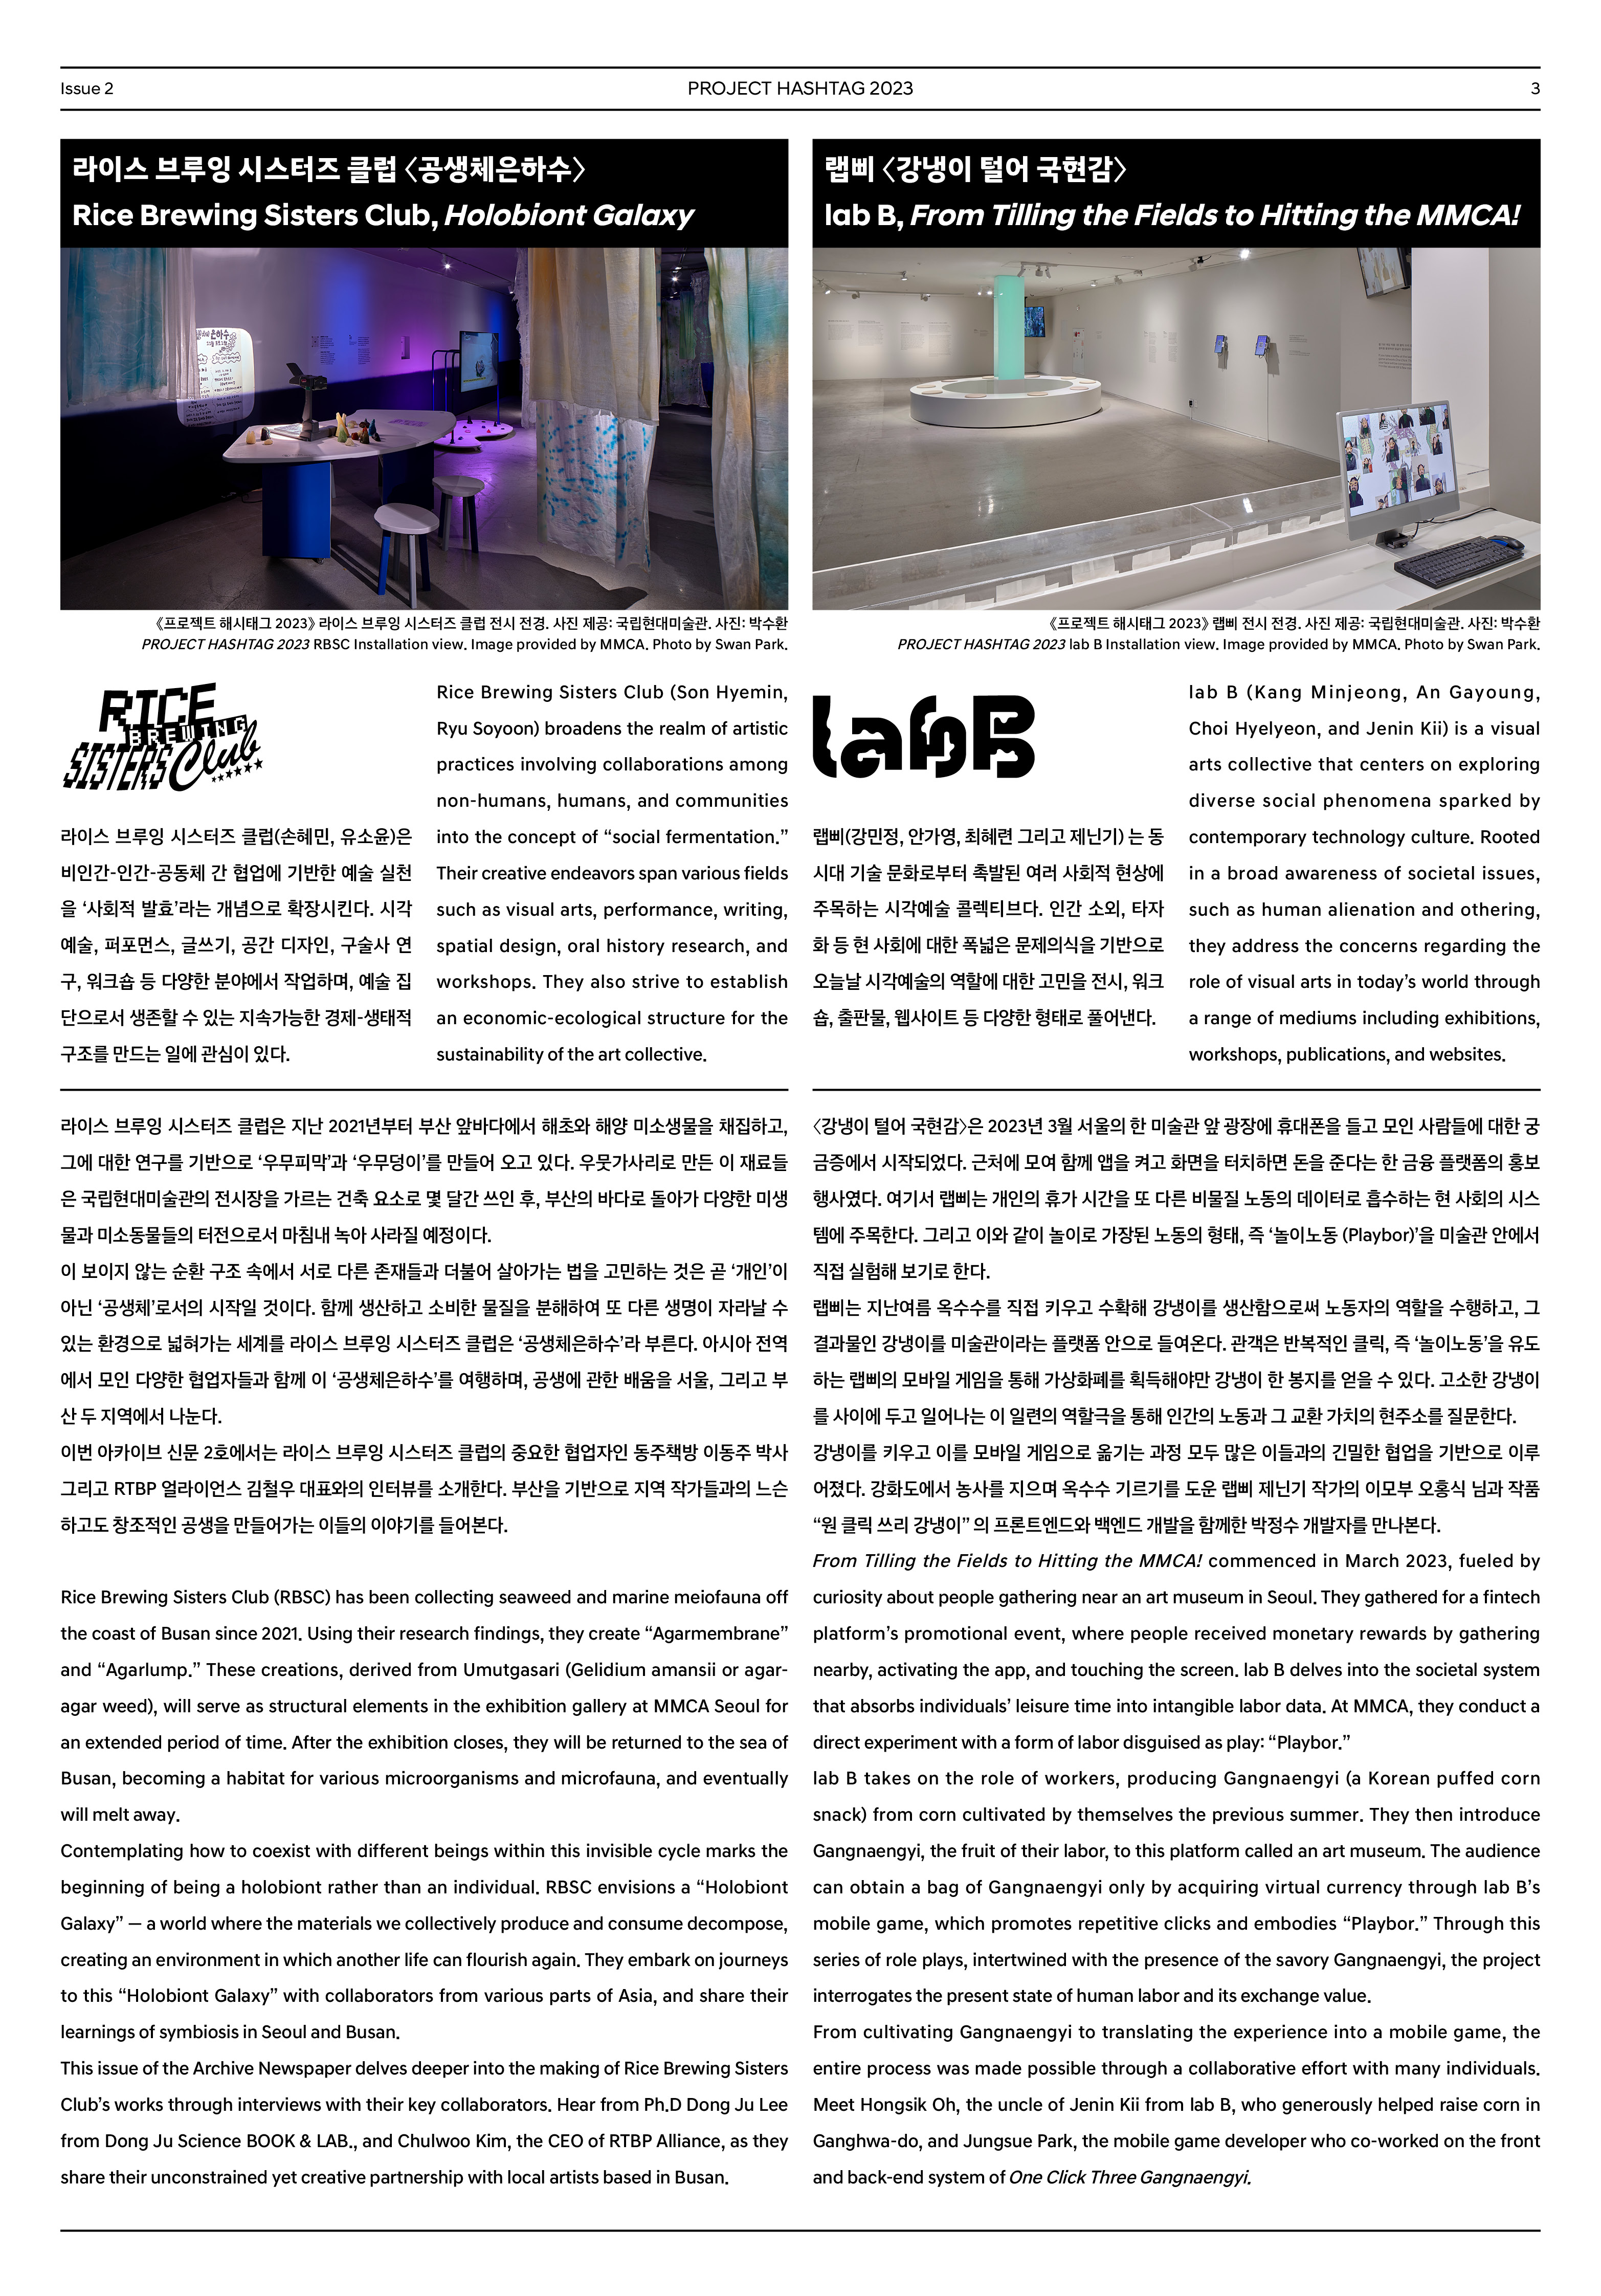 Issue 2
PROJECT HASHTAG 2023
3
라이스 브루잉 시스터즈 클럽 〈공생체은하수〉
Rice Brewing Sisters Club, Holobiont Galaxy
《프로젝트 해시태그 2023》 라이스 브루잉 시스터즈 클럽 전시 전경. 사진 제공: 국립현대미술관. 사진: 박수환
PROJECT HASHTAG 2023 RBSC Installation view. Image provided by MMCA. Photo by Swan Park.
RICE
BREWING
SISTERS Club
라이스 브루잉 시스터즈 클럽(손혜민, 유소윤)은
비인간-인간-공동체 간 협업에 기반한 예술 실천
을 ‘사회적 발효’라는 개념으로 확장시킨다. 시각
예술, 퍼포먼스, 글쓰기, 공간 디자인, 구술사 연
구, 워크숍 등 다양한 분야에서 작업하며, 예술 집
단으로서 생존할 수 있는 지속가능한 경제-생태적
구조를 만드는 일에 관심이 있다.
Rice Brewing Sisters Club (Son Hyemin,
Ryu Soyoon) broadens the realm of artistic
practices involving collaborations among
non-humans, humans, and communities
into the concept of “social fermentation.”
Their creative endeavors span various fields
such as visual arts, performance, writing,
spatial design, oral history research, and
workshops. They also strive to establish
an economic-ecological structure for the
sustainability of the art collective.
라이스 브루잉 시스터즈 클럽은 지난 2021년부터 부산 앞바다에서 해초와 해양 미소생물을 채집하고,
그에 대한 연구를 기반으로 ‘우무피막’과 ‘우무덩이’를 만들어 오고 있다. 우뭇가사리로 만든 이 재료들
은 국립현대미술관의 전시장을 가르는 건축 요소로 몇 달간 쓰인 후, 부산의 바다로 돌아가 다양한 미생
물과 미소동물들의 터전으로서 마침내 녹아 사라질 예정이다.
이 보이지 않는 순환 구조 속에서 서로 다른 존재들과 더불어 살아가는 법을 고민하는 것은 곧 ‘개인’이
아닌 ‘공생체’로서의 시작일 것이다. 함께 생산하고 소비한 물질을 분해하여 또 다른 생명이 자라날 수
있는 환경으로 넓혀가는 세계를 라이스 브루잉 시스터즈 클럽은 ‘공생체은하수’라 부른다. 아시아 전역
에서 모인 다양한 협업자들과 함께 이 ‘공생체은하수’를 여행하며, 공생에 관한 배움을 서울, 그리고 부
산 두 지역에서 나눈다.
이번 아카이브 신문 2호에서는 라이스 브루잉 시스터즈 클럽의 중요한 협업자인 동주책방 이동주 박사
그리고 RTBP 얼라이언스 김철우 대표와의 인터뷰를 소개한다. 부산을 기반으로 지역 작가들과의 느슨
하고도 창조적인 공생을 만들어가는 이들의 이야기를 들어본다.
Rice Brewing Sisters Club (RBSC) has been collecting seaweed and marine meiofauna off
the coast of Busan since 2021. Using their research findings, they create “Agarmembrane”
and “Agarlump.” These creations, derived from Umutgasari (Gelidium amansii or agar-
agar weed), will serve as structural elements in the exhibition gallery at MMCA Seoul for
an extended period of time. After the exhibition closes, they will be returned to the sea of
Busan, becoming a habitat for various microorganisms and microfauna, and eventually
will melt away.
Contemplating how to coexist with different beings within this invisible cycle marks the
beginning of being a holobiont rather than an individual. RBSC envisions a “Holobiont
Galaxy” — a world where the materials we collectively produce and consume decompose,
creating an environment in which another life can flourish again. They embark on journeys
to this “Holobiont Galaxy” with collaborators from various parts of Asia, and share their
learnings of symbiosis in Seoul and Busan.
This issue of the Archive Newspaper delves deeper into the making of Rice Brewing Sisters
Club’s works through interviews with their key collaborators. Hear from Ph.D Dong Ju Lee
from Dong Ju Science BOOK & LAB., and Chulwoo Kim, the CEO of RTBP Alliance, as they
share their unconstrained yet creative partnership with local artists based in Busan.
랩삐 〈강냉이 털어 국현감〉
lab B, From Tilling the Fields to Hitting the MMCA!
《프로젝트 해시태그 2023》 랩삐 전시 전경. 사진 제공: 국립현대미술관. 사진: 박수환
PROJECT HASHTAG 2023 lab B Installation view. Image provided by MMCA. Photo by Swan Park.
labB
랩삐(강민정, 안가영, 최혜련 그리고 제닌기) 는 동
시대 기술 문화로부터 촉발된 여러 사회적 현상에
주목하는 시각예술 콜렉티브다. 인간 소외, 타자
화 등 현 사회에 대한 폭넓은 문제의식을 기반으로
오늘날 시각예술의 역할에 대한 고민을 전시, 워크
숍, 출판물, 웹사이트 등 다양한 형태로 풀어낸다.
lab B (Kang Minjeong, An Gayoung,
Choi Hyelyeon, and Jenin Kii) is a visual
arts collective that centers on exploring
diverse social phenomena sparked by
contemporary technology culture. Rooted
in a broad awareness of societal issues,
such as human alienation and othering,
they address the concerns regarding the
role of visual arts in today’s world through
a range of mediums including exhibitions,
workshops, publications, and websites.
〈강냉이 털어 국현감〉은 2023년 3월 서울의 한 미술관 앞 광장에 휴대폰을 들고 모인 사람들에 대한 궁
금증에서 시작되었다. 근처에 모여 함께 앱을 켜고 화면을 터치하면 돈을 준다는 한 금융 플랫폼의 홍보
행사였다. 여기서 랩삐는 개인의 휴가 시간을 또 다른 비물질 노동의 데이터로 흡수하는 현 사회의 시스
템에 주목한다. 그리고 이와 같이 놀이로 가장된 노동의 형태, 즉 ‘놀이노동 (Playbor)’을 미술관 안에서
직접 실험해 보기로 한다.
랩삐는 지난여름 옥수수를 직접 키우고 수확해 강냉이를 생산함으로써 노동자의 역할을 수행하고, 그
결과물인 강냉이를 미술관이라는 플랫폼 안으로 들여온다. 관객은 반복적인 클릭, 즉 ‘놀이노동’을 유도
하는 랩삐의 모바일 게임을 통해 가상화폐를 획득해야만 강냉이 한 봉지를 얻을 수 있다. 고소한 강냉이
를 사이에 두고 일어나는 이 일련의 역할극을 통해 인간의 노동과 그 교환 가치의 현주소를 질문한다.
강냉이를 키우고 이를 모바일 게임으로 옮기는 과정 모두 많은 이들과의 긴밀한 협업을 기반으로 이루
어졌다. 강화도에서 농사를 지으며 옥수수 기르기를 도운 랩삐 제닌기 작가의 이모부 오홍식 님과 작품
“원 클릭 쓰리 강냉이” 의 프론트엔드와 백엔드 개발을 함께한 박정수 개발자를 만나본다.
From Tilling the Fields to Hitting the MMCA! commenced in March 2023, fueled by
curiosity about people gathering near an art museum in Seoul. They gathered for a fintech
platform’s promotional event, where people received monetary rewards by gathering
nearby, activating the app, and touching the screen. lab B delves into the societal system
that absorbs individuals’ leisure time into intangible labor data. At MMCA, they conduct a
direct experiment with a form of labor disguised as play: “Playbor.”
lab B takes on the role of workers, producing Gangnaengyi (a Korean puffed corn
snack) from corn cultivated by themselves the previous summer. They then introduce
Gangnaengyi, the fruit of their labor, to this platform called an art museum. The audience
can obtain a bag of Gangnaengyi only by acquiring virtual currency through lab B’s
mobile game, which promotes repetitive clicks and embodies “Playbor.” Through this
series of role plays, intertwined with the presence of the savory Gangnaengyi, the project
interrogates the present state of human labor and its exchange value.
From cultivating Gangnaengyi to translating the experience into a mobile game, the
entire process was made possible through a collaborative effort with many individuals.
Meet Hongsik Oh, the uncle of Jenin Kii from lab B, who generously helped raise corn in
Ganghwa-do, and Jungsue Park, the mobile game developer who co-worked on the front
and back-end system of One Click Three Gangnaengyi.